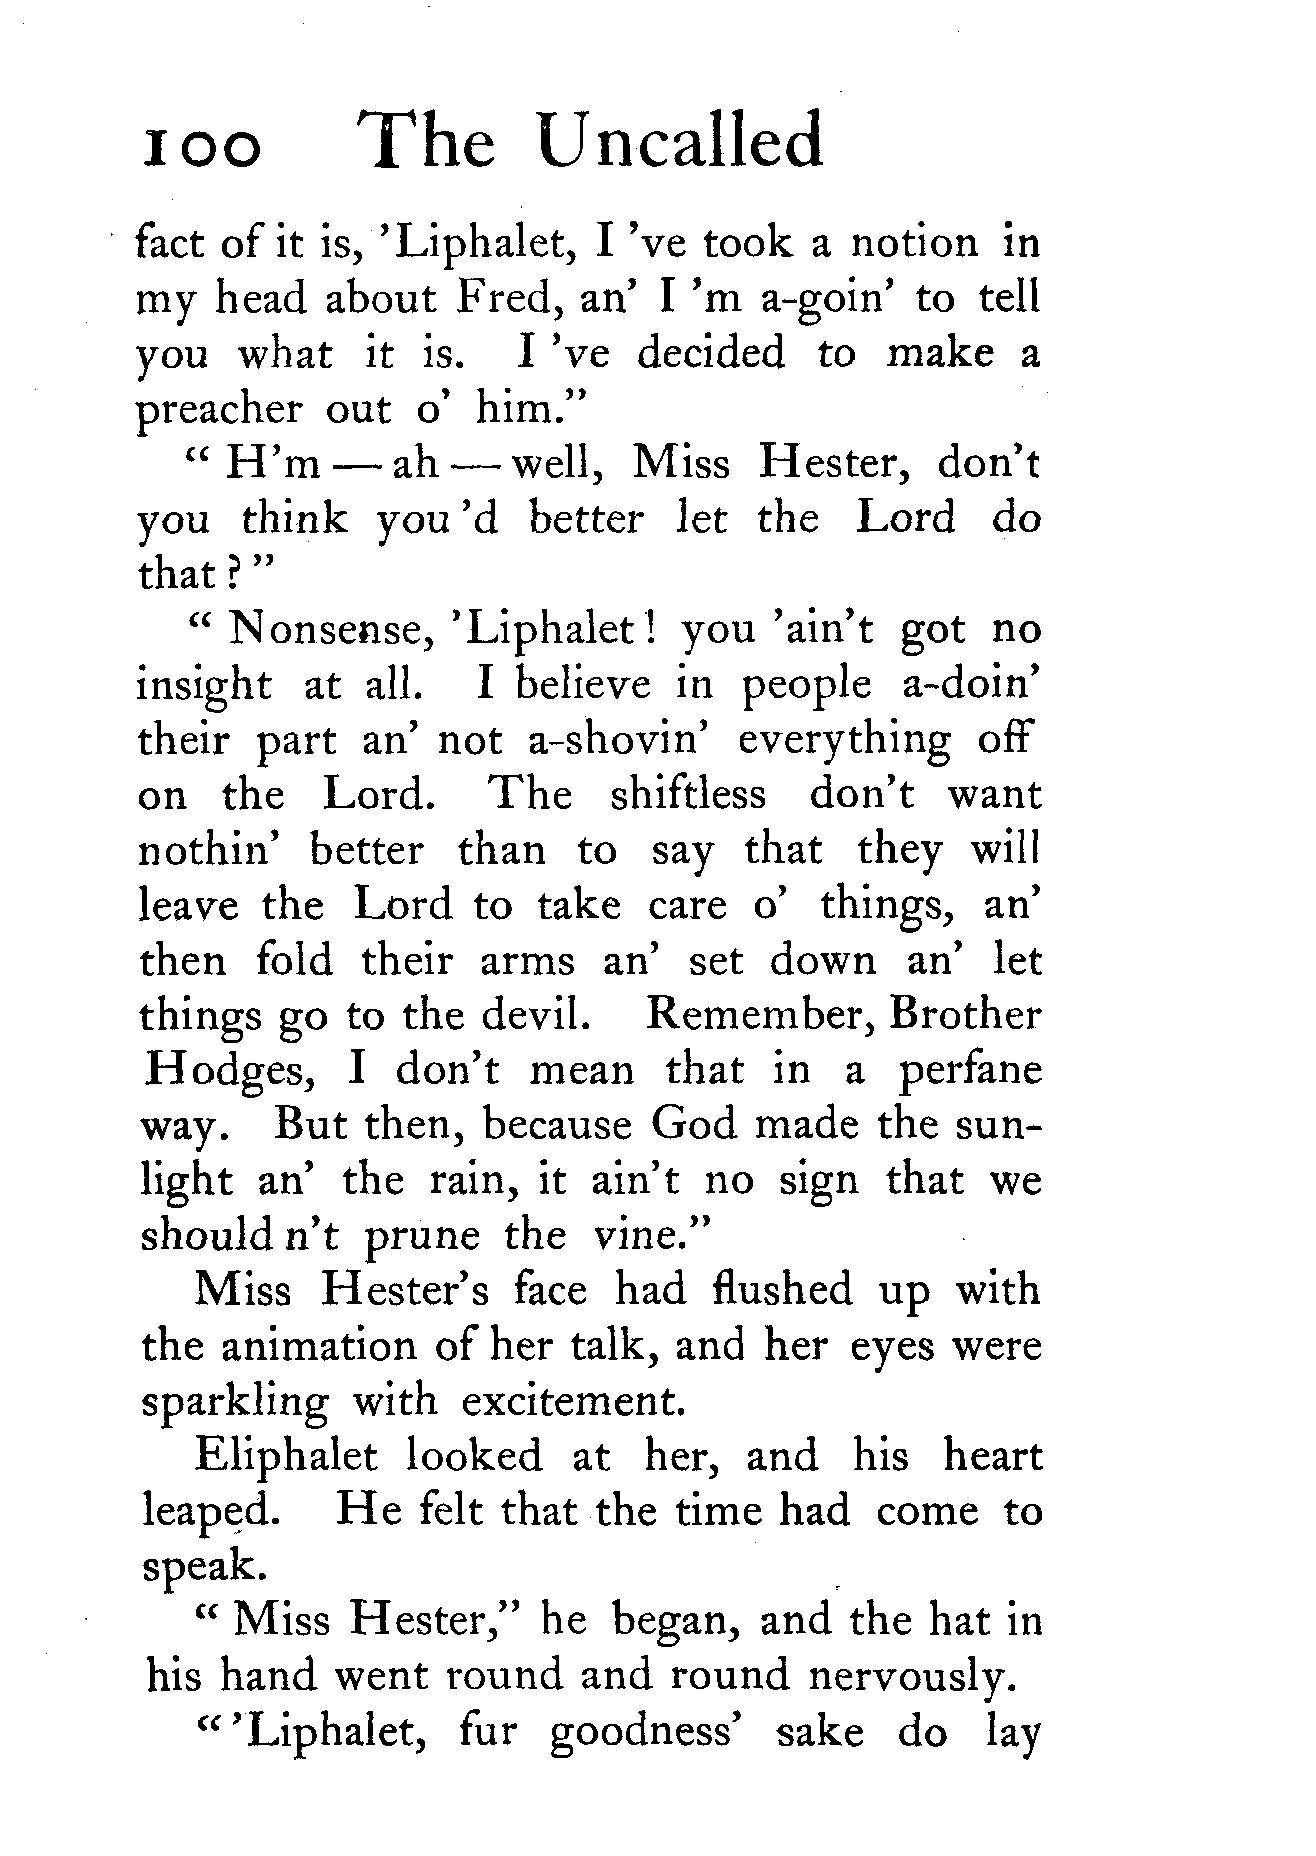 100 The Uncalled
fact of it is, 'Liphalet, I 've took a notion in
my head about Fred, an' I 'm a-goin' to tell
you what it is. I 've decided to make a
preacher out o' him."
" H'm — ah — well, Miss Hester, don't
you think you 'd better let the Lord do
that ? "
" Nonsense, 'Liphalet ! you 'ain't got no
insight at all. I believe in people a-doin'
their part an' not a-shovin' everything off
on the Lord. The shiftless don't want
nothin' better than to say that they will
leave the Lord to take care o' things, an'
then fold their arms an' set down an' let
things go to the devil. Remember, Brother
Hodges, I don't mean that in a perfane
way. But then, because God made the sun-
light an' the rain, it ain't no sign that we
should n't prune the vine."
Miss Hester's face had flushed up with
the animation of her talk, and her eyes were
sparkling with excitement.
Eliphalet looked at her, and his heart
leaped. He felt that the time had come to
speak.
" Miss Hester," he began, and the hat in
his hand went round and round nervously.
" 'Liphalet, fur goodness' sake do lay